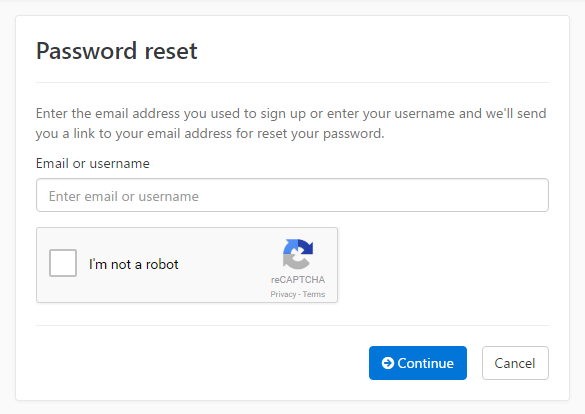 Password reset
Enter the email address you used to sign up or enter your username and we'll send
you a link to your email address for reset your password.
Email or username
Enter email or username
I'm not a robot
reCAPTCHA
Privacy - Terms
Continue
Cancel